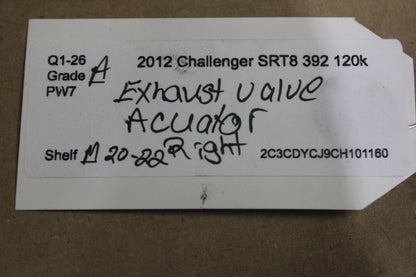 Q1-26 2012 Challenger SRT8 392 120k
Grade A
PW7 Exhaust valve
Acuator
Shelf M 20-22 Right 2C3CDYCJ9CH101160